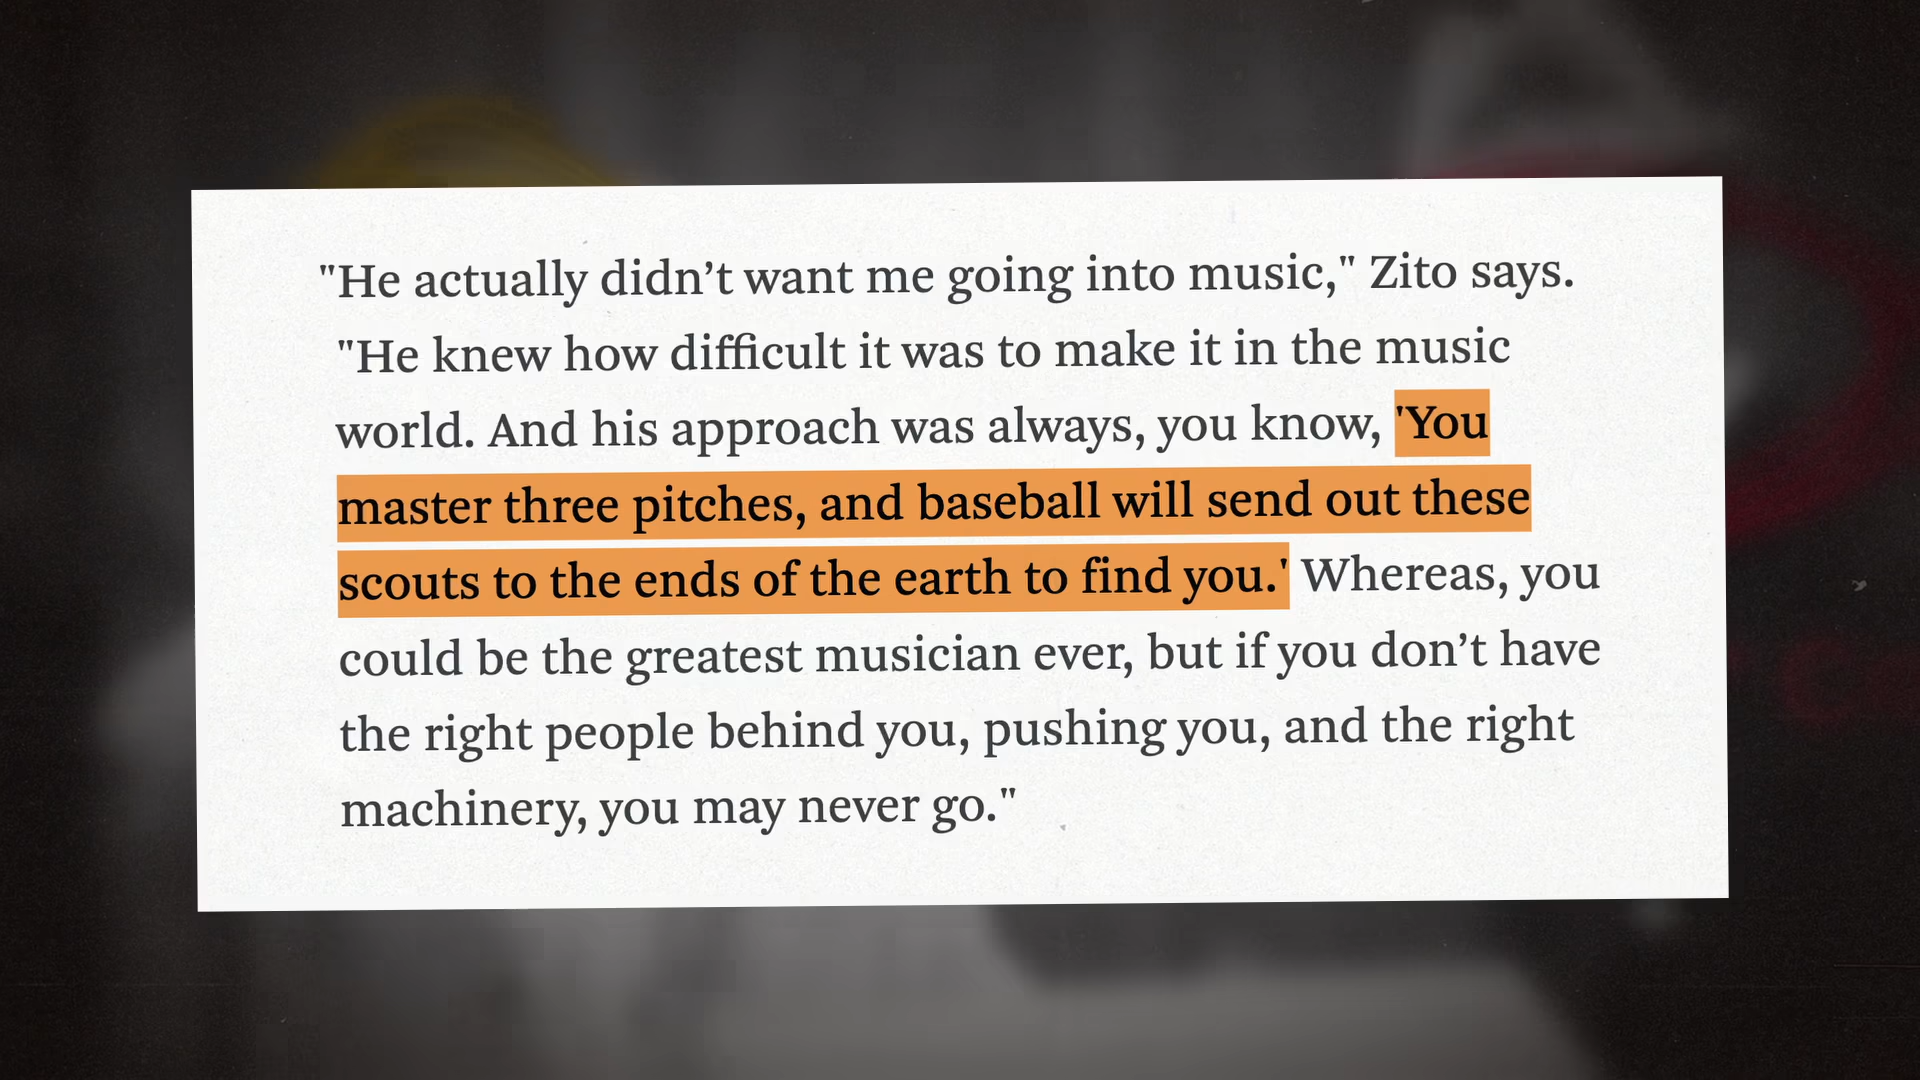 "He actually didn’t want me going into music," Zito says.
"He knew how difficult it was to make it in the music
world. And his approach was always, you know, 'You
master three pitches, and baseball will send out these
scouts to the ends of the earth to find you.' Whereas, you
could be the greatest musician ever, but if you don’t have
the right people behind you, pushing you, and the right
machinery, you may never go."